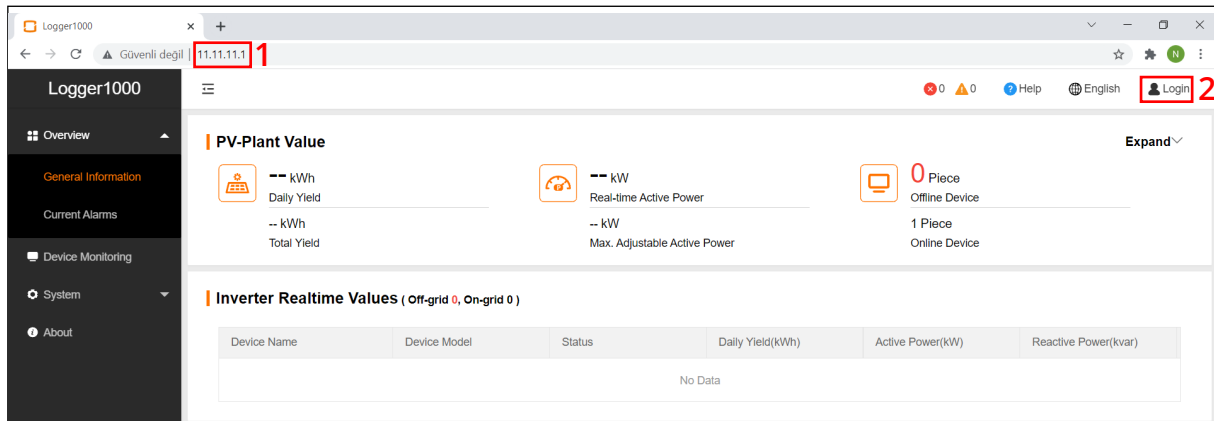 Logger1000
Güvenli değil | 11.11.11.1 1
N
Logger1000
0 0 Help English Login 2
Overview
General Information
Current Alarms
Device Monitoring
System
About
PV-Plant Value Expand
-- kWh
Daily Yield
-- kWh
Total Yield
-- kW
Real-time Active Power
-- kW
Max. Adjustable Active Power
0 Piece
Offline Device
1 Piece
Online Device
Inverter Realtime Values ( Off-grid 0, On-grid 0 )
Device Name Device Model Status Daily Yield(kWh) Active Power(kW) Reactive Power(kvar)
No Data